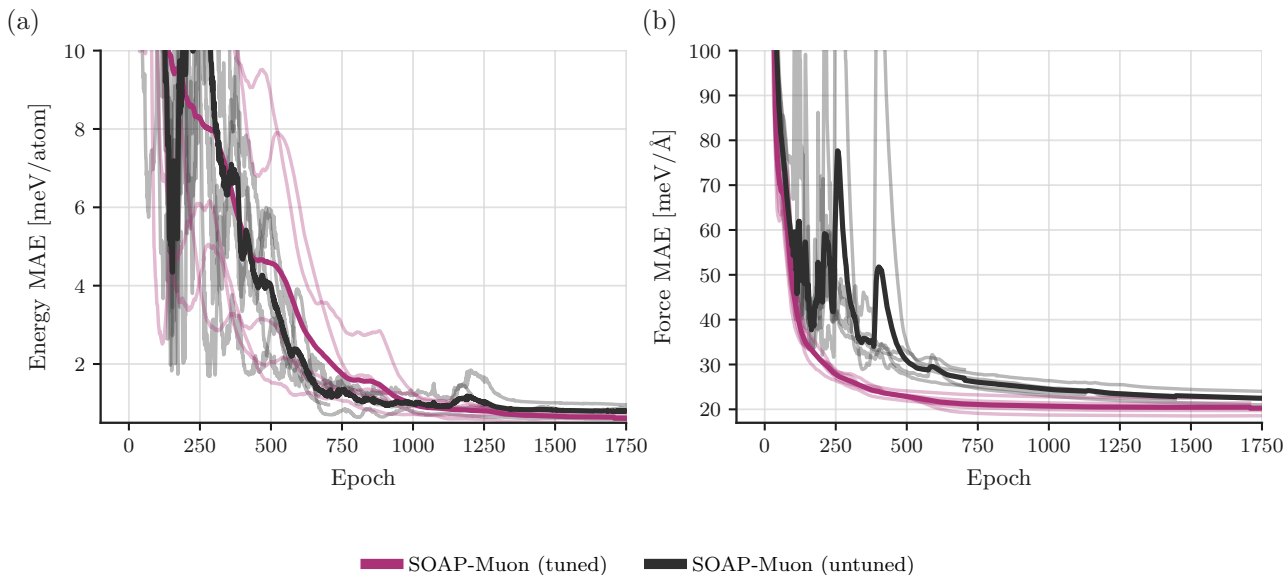 (a)
(b)
Energy MAE [meV/atom]
10
8
6
4
2
0 250 500 750 1000 1250 1500 1750
Epoch
Force MAE [meV/Å]
100
90
80
70
60
50
40
30
20
0 250 500 750 1000 1250 1500 1750
Epoch
SOAP-Muon (tuned) SOAP-Muon (untuned)